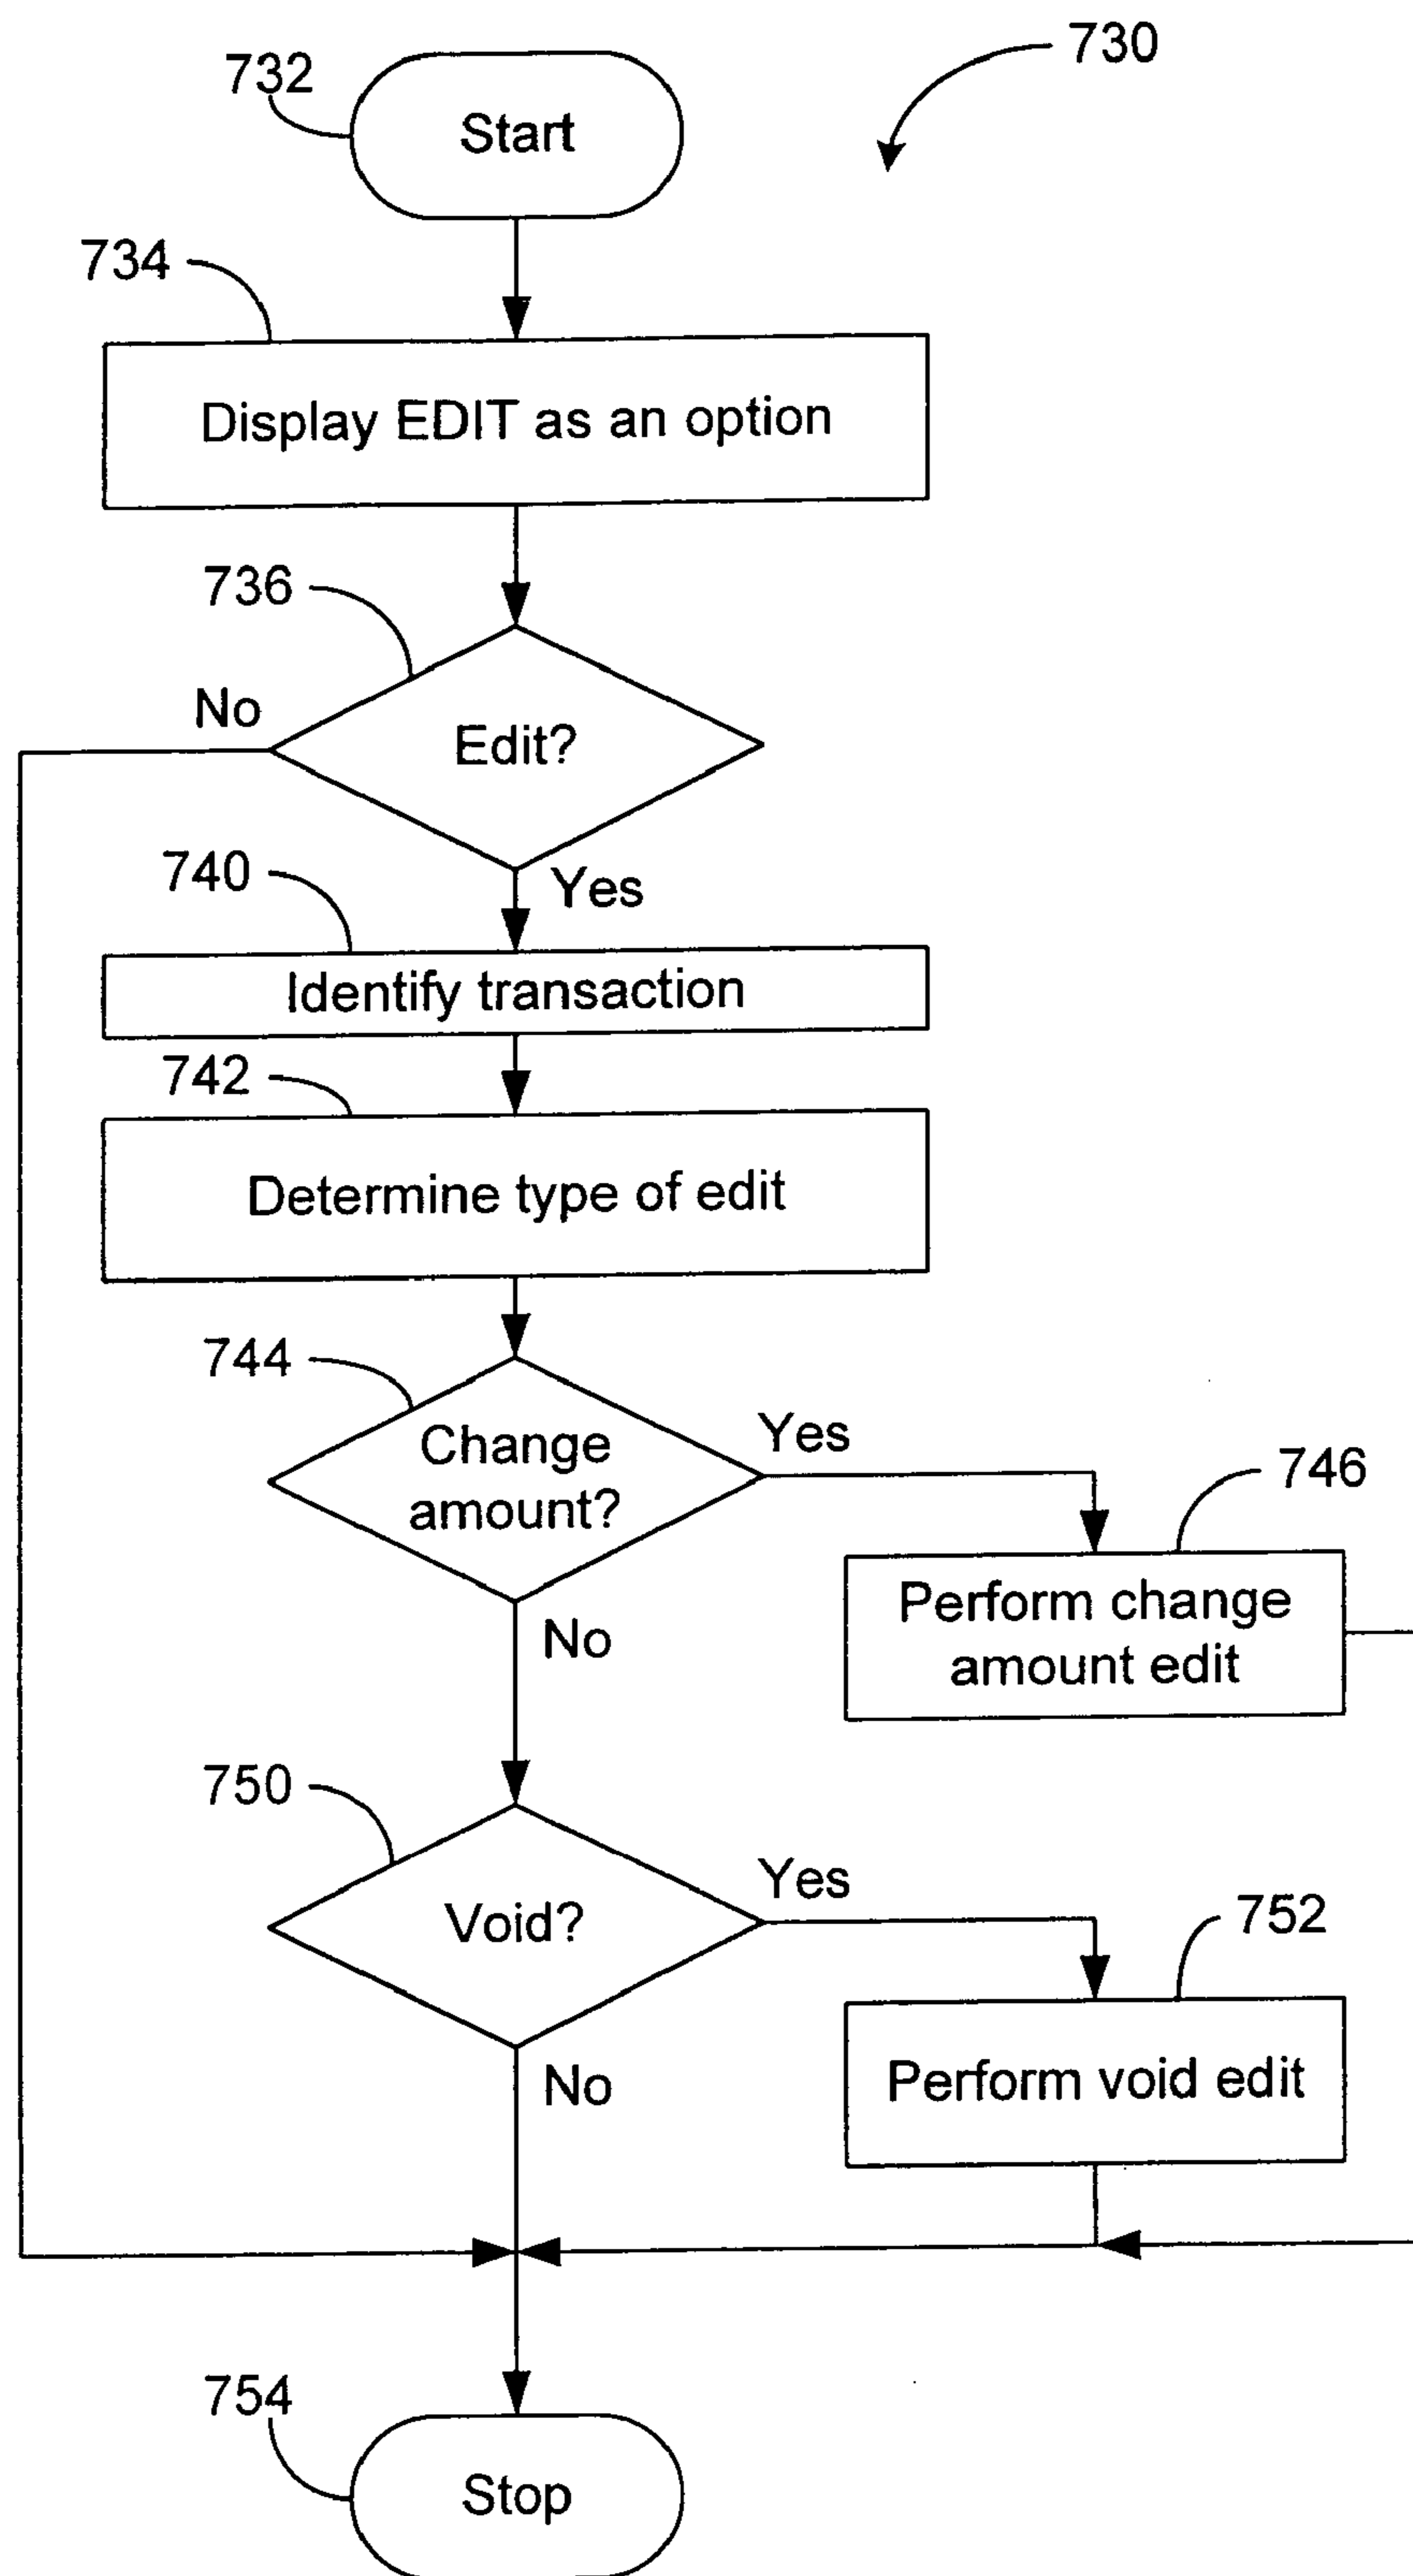 730
732
Start
734
Display EDIT as an option
736
No
Edit?
740
Yes
Identify transaction
742
Determine type of edit
744
Change
amount?
Yes
746
Perform change
amount edit
No
750
Void?
Yes
752
Perform void edit
No
754
Stop